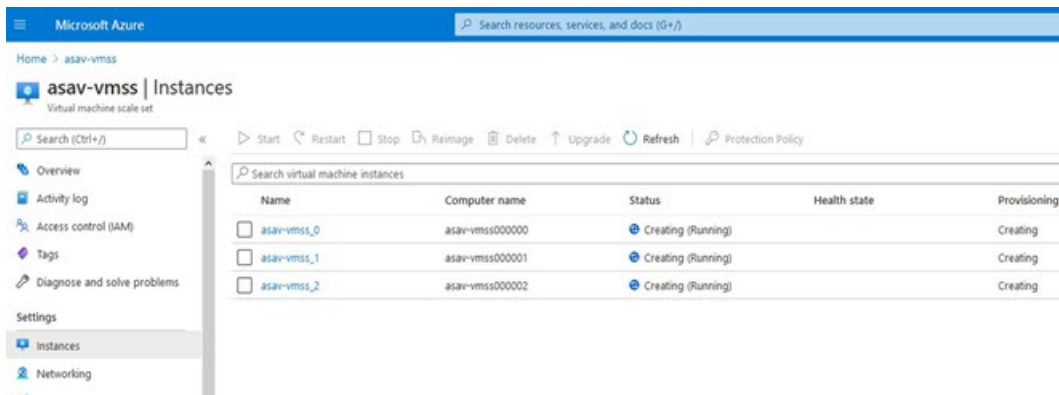 Microsoft Azure
Search resources, services, and docs (G+/)
Home > asav-vmss
asav-vmss | Instances
Virtual machine scale set
Search (Ctrl+/)
«
Start Restart Stop Reimage Delete Upgrade Refresh Protection Policy
Overview
Activity log
Access control (IAM)
Tags
Diagnose and solve problems
Settings
Instances
Networking
Search virtual machine instances
Name Computer name Status Health state Provisioning
asav-vmss_0 asav-vmss000000 Creating (Running) Creating
asav-vmss_1 asav-vmss000001 Creating (Running) Creating
asav-vmss_2 asav-vmss000002 Creating (Running) Creating